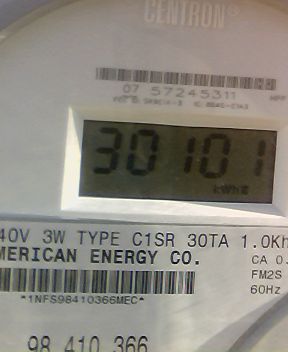 CENTRON®
07 57245311
30101
kWh
40V 3W TYPE C1SR 30TA 1.0Kh
MERICAN ENERGY CO.
CA 0.
FM2S
60Hz
*1NFS98410366MEC*
98 410 366